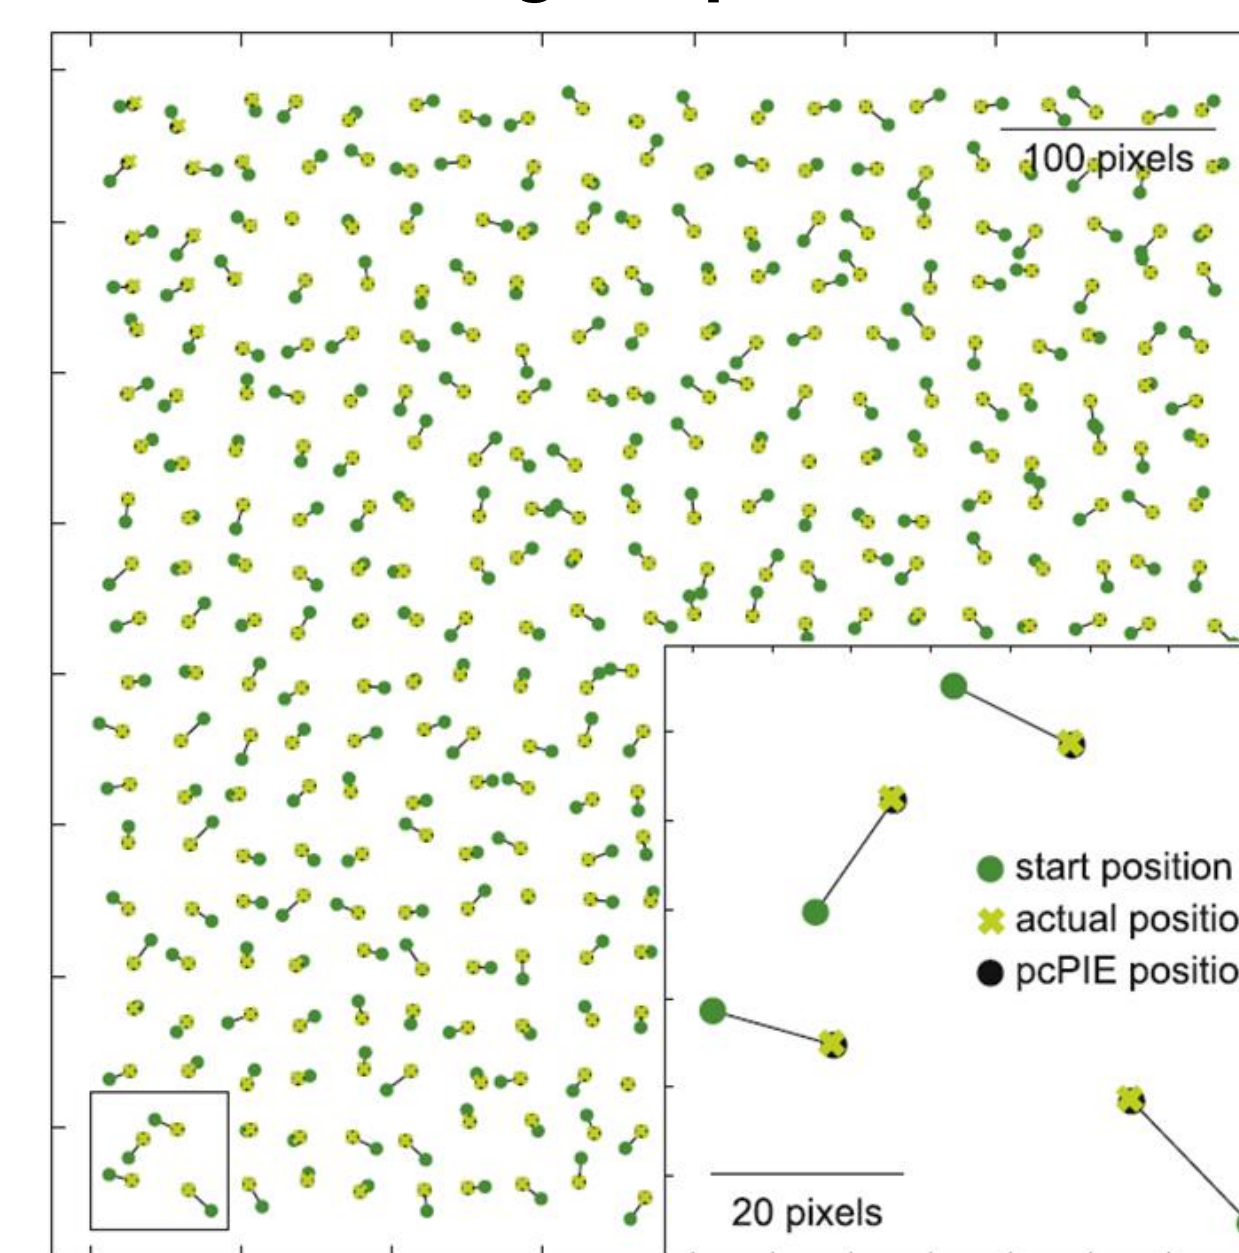 100 pixels
start position
actual positio
pcPIE positio
20 pixels